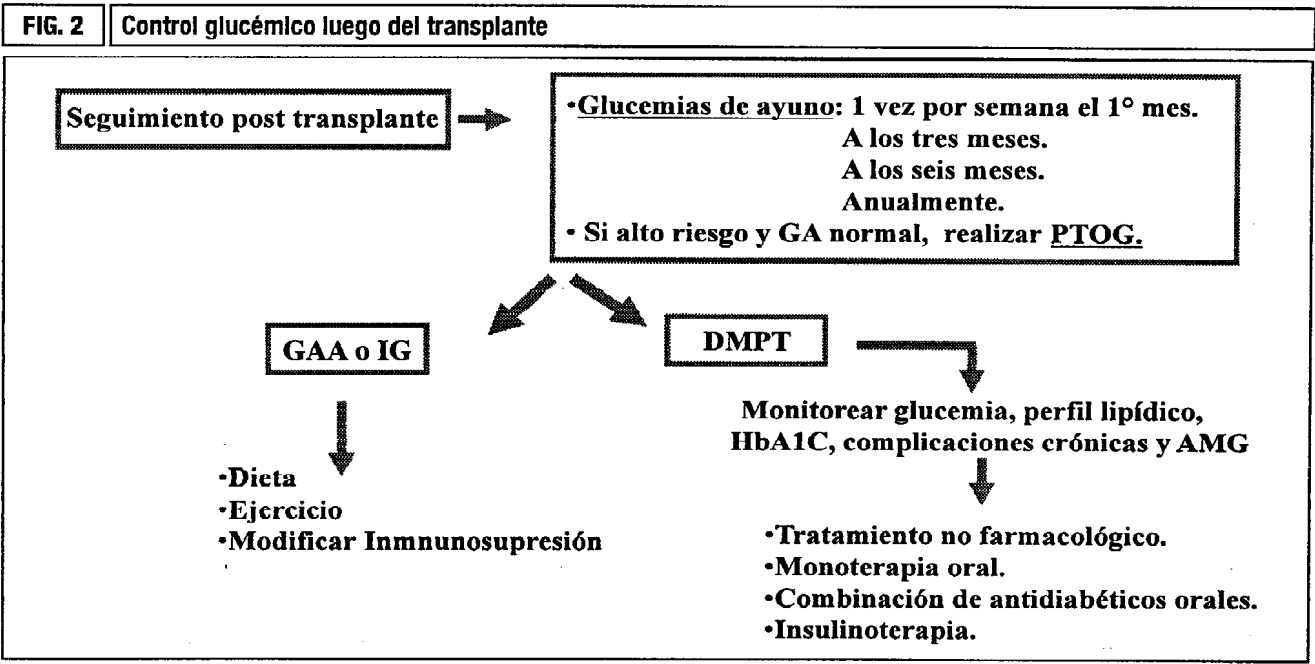 FIG. 2 Control glucémico luego del transplante
Seguimiento post transplante
•Glucemias de ayuno: 1 vez por semana el 1° mes.
A los tres meses.
A los seis meses.
Anualmente.
• Si alto riesgo y GA normal, realizar PTOG.
GAA o IG
DMPT
Monitorear glucemia, perfil lipídico,
HbA1C, complicaciones crónicas y AMG
•Dieta
•Ejercicio
•Modificar Inmnunosupresión
•Tratamiento no farmacológico.
•Monoterapia oral.
•Combinación de antidiabéticos orales.
•Insulinoterapia.